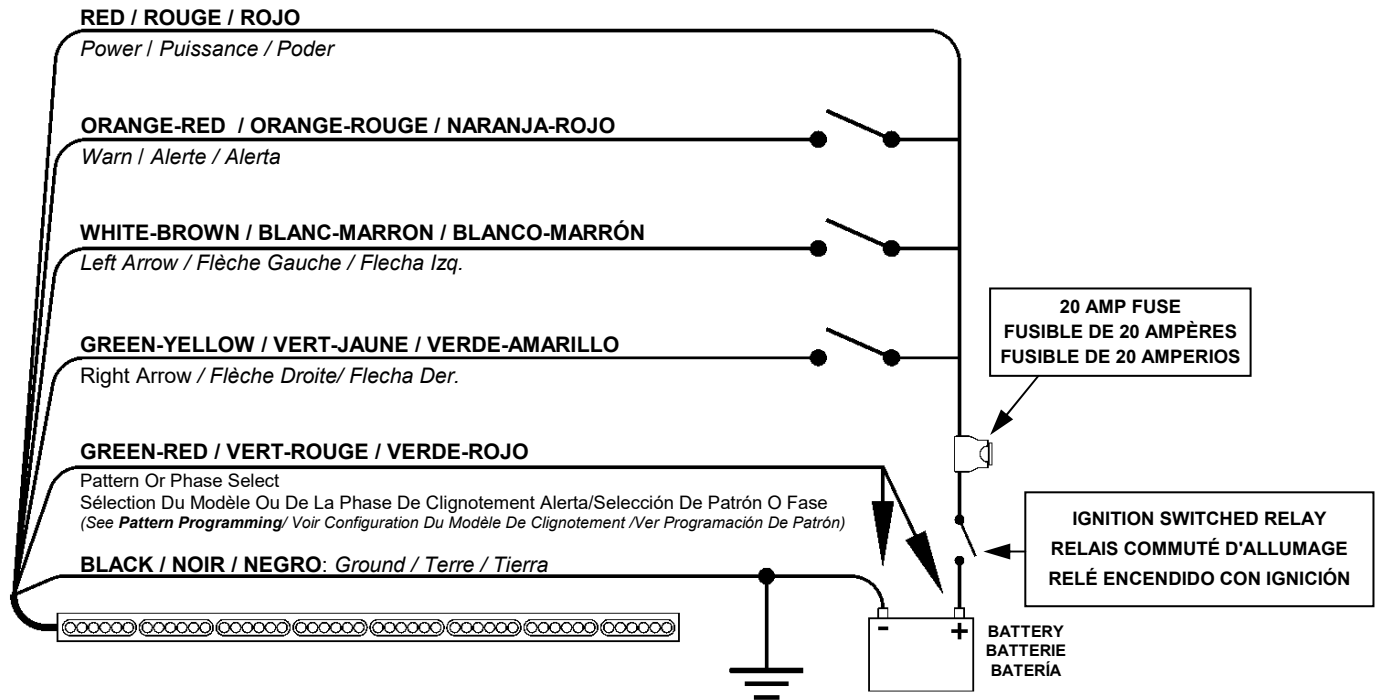 RED / ROUGE / ROJO
Power / Puissance / Poder
ORANGE-RED / ORANGE-ROUGE / NARANJA-ROJO
Warn / Alerte / Alerta
WHITE-BROWN / BLANC-MARRON / BLANCO-MARRÓN
Left Arrow / Flèche Gauche / Flecha Izq.
GREEN-YELLOW / VERT-JAUNE / VERDE-AMARILLO
Right Arrow / Flèche Droite/ Flecha Der.
20 AMP FUSE
FUSIBLE DE 20 AMPÈRES
FUSIBLE DE 20 AMPERIOS
GREEN-RED / VERT-ROUGE / VERDE-ROJO
Pattern Or Phase Select
Sélection Du Modèle Ou De La Phase De Clignotement Alerta/Selección De Patrón O Fase
(See Pattern Programming/ Voir Configuration Du Modèle De Clignotement /Ver Programación De Patrón)
IGNITION SWITCHED RELAY
RELAIS COMMUTÉ D'ALLUMAGE
RELÉ ENCENDIDO CON IGNICIÓN
BLACK / NOIR / NEGRO: Ground / Terre / Tierra
- +
BATTERY
BATTERIE
BATERÍA